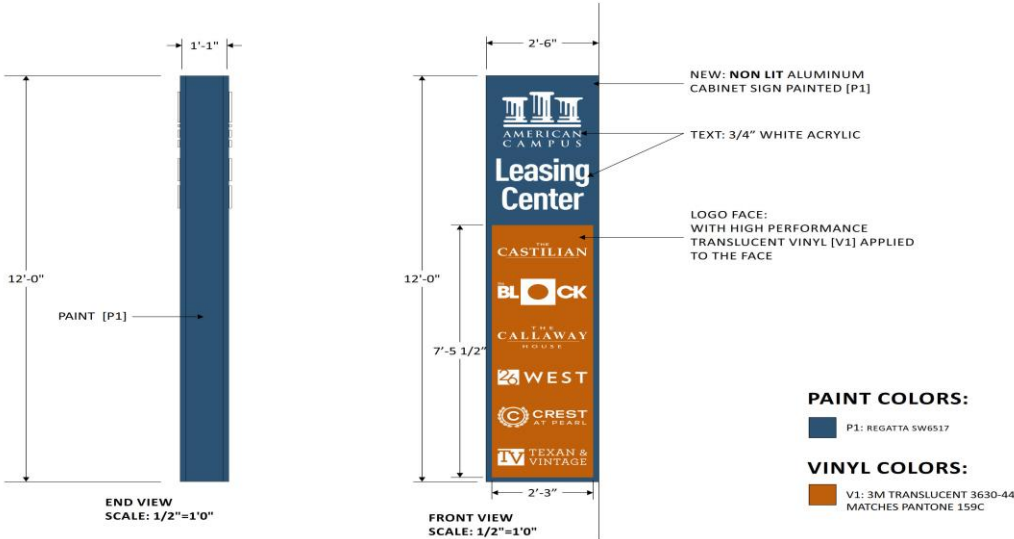 1'-1"
12'-0"
PAINT [P1]
END VIEW
SCALE: 1/2"=1'0"
2'-6"
AMERICAN
CAMPUS
Leasing
Center
12'-0"
7'-5 1/2"
THE
CASTILIAN
THE
BLOCK
THE
CALLAWAY
HOUSE
26 WEST
C CREST
AT PEARL
TV TEXAN &
VINTAGE
2'-3"
FRONT VIEW
SCALE: 1/2"=1'0"
NEW: NON LIT ALUMINUM
CABINET SIGN PAINTED [P1]
TEXT: 3/4" WHITE ACRYLIC
LOGO FACE:
WITH HIGH PERFORMANCE
TRANSLUCENT VINYL [V1] APPLIED
TO THE FACE
PAINT COLORS:
P1: REGATTA SW6517
VINYL COLORS:
V1: 3M TRANSLUCENT 3630-44
MATCHES PANTONE 159C